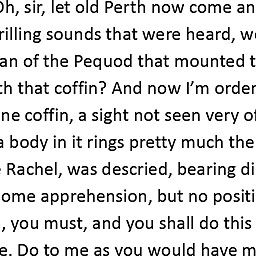 Oh, sir, let old Perth now come an
rilling sounds that were heard, w
an of the Pequod that mounted t
th that coffin? And now I'm order
ne coffin, a sight not seen very o
a body in it rings pretty much the
Rachel, was descried, bearing di
ome apprehension, but no positi
, you must, and you shall do this
e. Do to me as you would have m